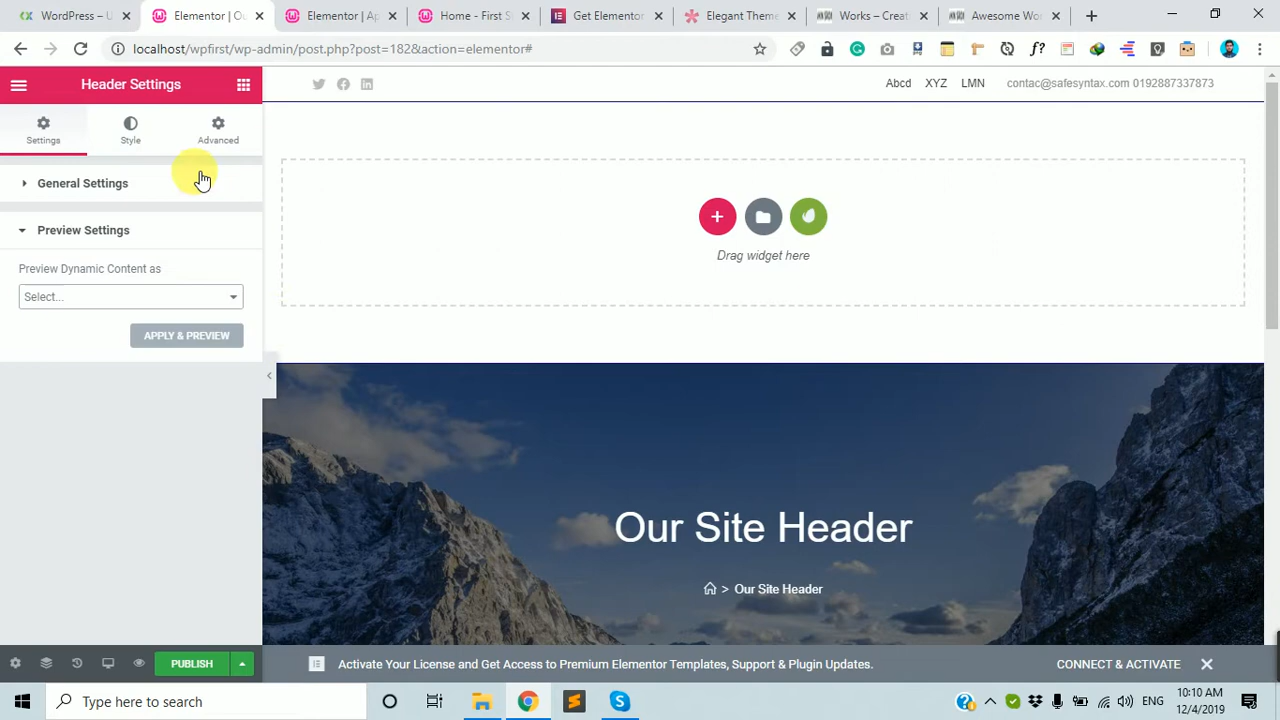 WordPress O
Elementor | Ou
Elementor | Ap
Home - First S
Get Elementor
Elegant Theme
Works – Creat
Awesome Wor
localhost/wpfirst/wp-admin/post.php?post=182&action=elementor#
Header Settings
Abcd XYZ LMN contac@safesyntax.com 0192887337873
Settings Style Advanced
General Settings
Preview Settings
Preview Dynamic Content as
Select...
APPLY & PREVIEW
Drag widget here
Our Site Header
> Our Site Header
PUBLISH
Activate Your License and Get Access to Premium Elementor Templates, Support & Plugin Updates.
CONNECT & ACTIVATE
Type here to search
ENG
10:10 AM
12/4/2019